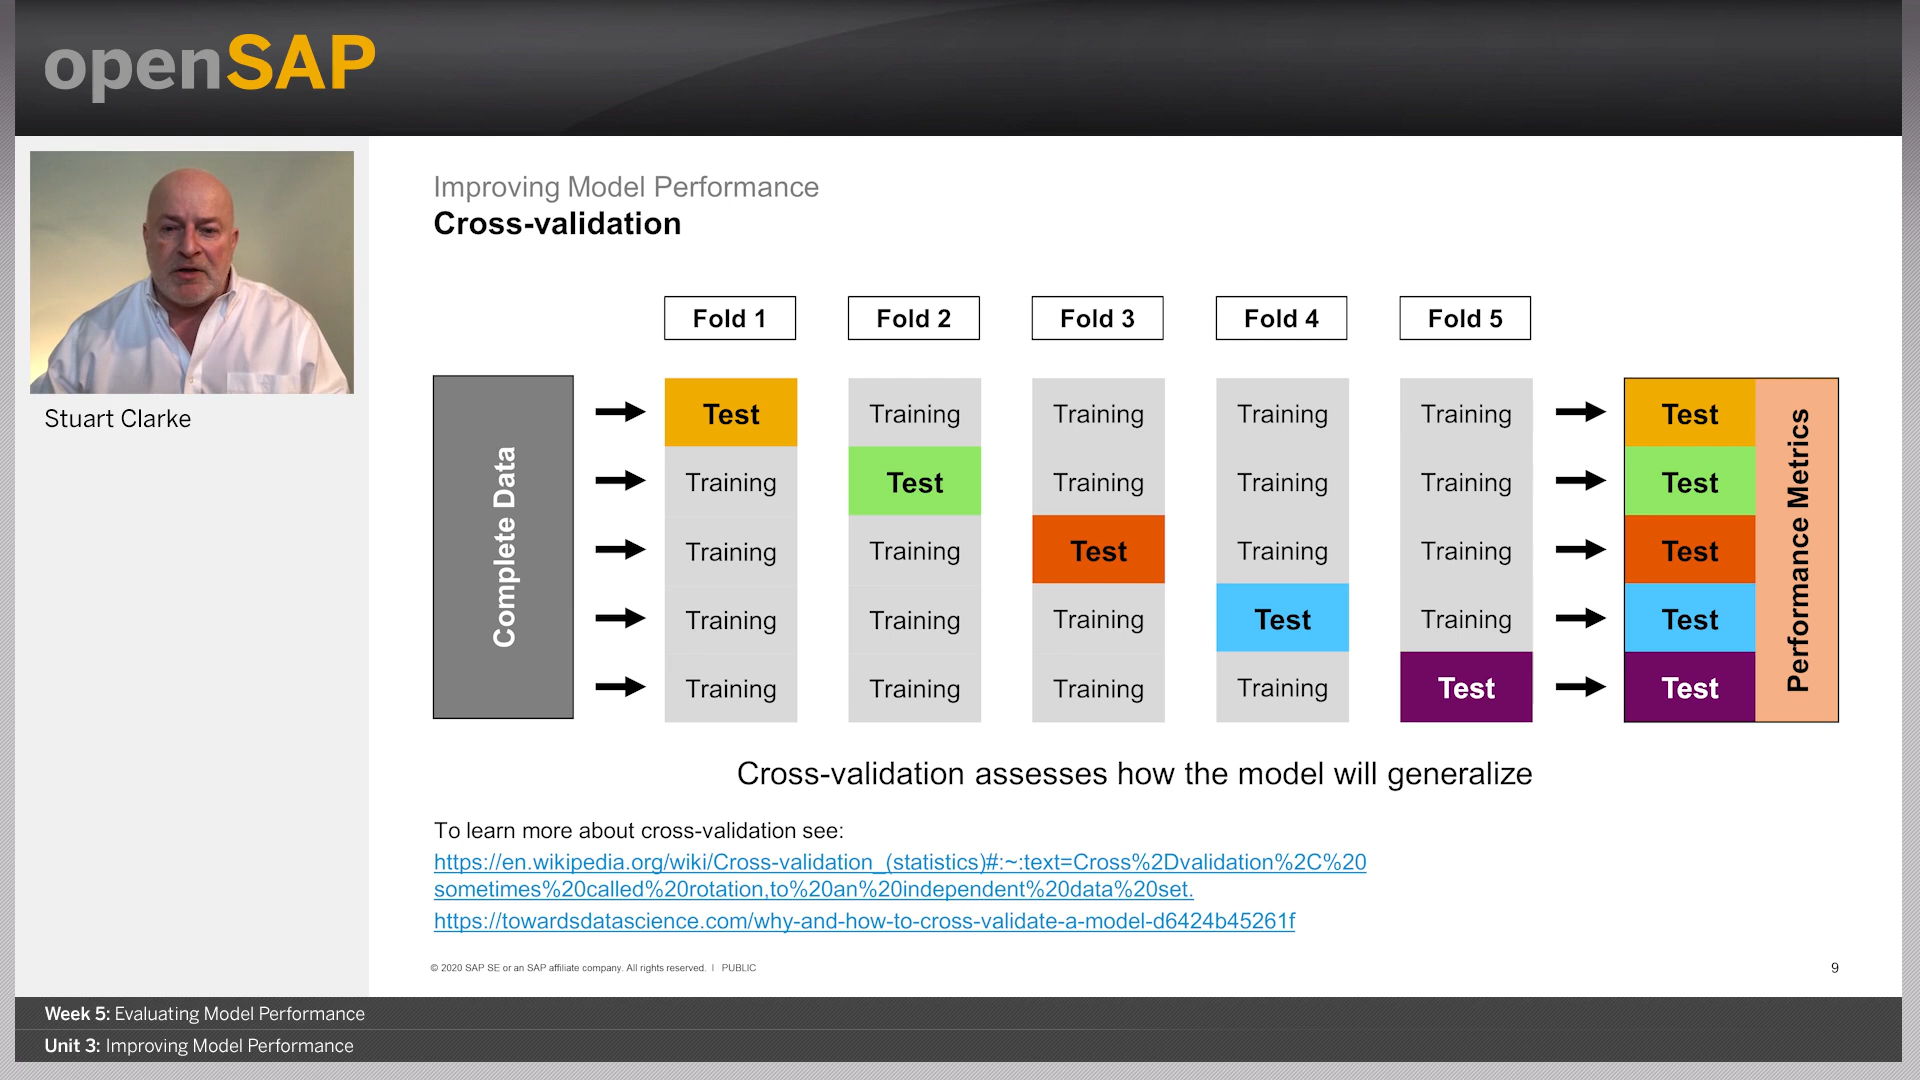 openSAP
Stuart Clarke
Improving Model Performance
Cross-validation
Fold 1 Fold 2 Fold 3 Fold 4 Fold 5
Complete Data
Test Training Training Training Training Test
Training Test Training Training Training Test
Training Training Test Training Training Test
Training Training Training Test Training Test
Training Training Training Training Test Test
Performance Metrics
Cross-validation assesses how the model will generalize
To learn more about cross-validation see:
https://en.wikipedia.org/wiki/Cross-validation_(statistics)#:~:text=Cross%2Dvalidation%2C%20
sometimes%20called%20rotation,to%20an%20independent%20data%20set.
https://towardsdatascience.com/why-and-how-to-cross-validate-a-model-d6424b45261f
© 2020 SAP SE or an SAP affiliate company. All rights reserved. | PUBLIC
9
Week 5: Evaluating Model Performance
Unit 3: Improving Model Performance